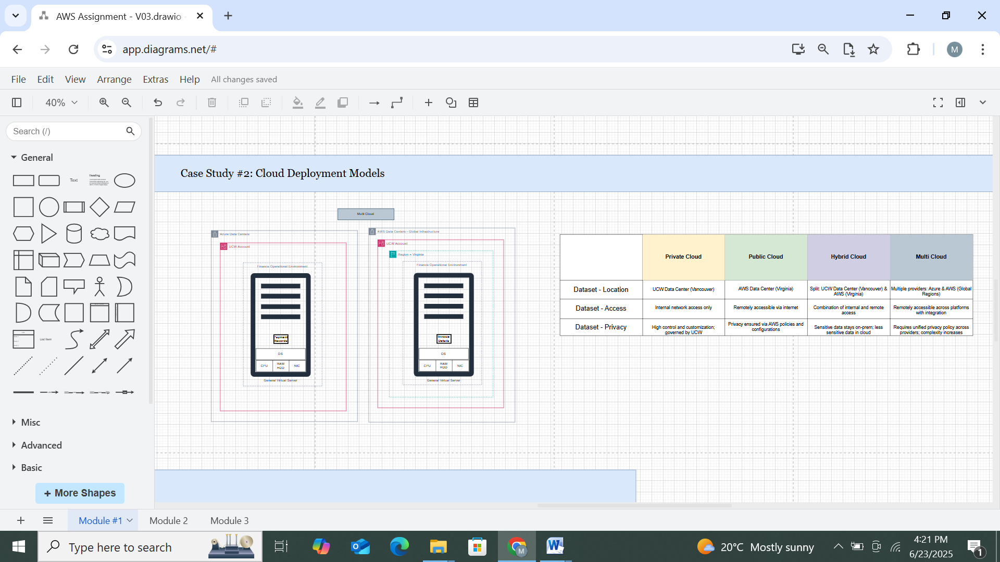 AWS Assignment - V03.drawio -
app.diagrams.net/#
M
File Edit View Arrange Extras Help All changes saved
40%
Search (/)
General
Text
Heading
List Item
Misc
Advanced
Basic
+ More Shapes
Case Study #2: Cloud Deployment Models
Multi Cloud
Azure Data Centers
UCW Account
Finance Operational Environment
Payment
Records
OS
CPU
RAM
HDD
NIC
General Virtual Server
AWS Data Centers - Global Infrastructure
UCW Account
Region = Virginia
Finance Operational Environment
Invoice
Details
OS
CPU
RAM
HDD
NIC
General Virtual Server
Private Cloud Public Cloud Hybrid Cloud Multi Cloud
Dataset - Location
UCW Data Center (Vancouver)
AWS Data Center (Virginia)
Split: UCW Data Center (Vancouver) &
AWS (Virginia)
Multiple providers: Azure & AWS (Global
Regions)
Dataset - Access
Internal network access only
Remotely accessible via internet
Combination of internal and remote
access
Remotely accessible across platforms
with integration
Dataset - Privacy
High control and customization;
governed by UCW
Privacy ensured via AWS policies and
configurations
Sensitive data stays on-prem; less
sensitive data in cloud
Requires unified privacy policy across
providers; complexity increases
Module #1 Module 2 Module 3
Type here to search
M
20°C Mostly sunny
4:21 PM
6/23/2025
1